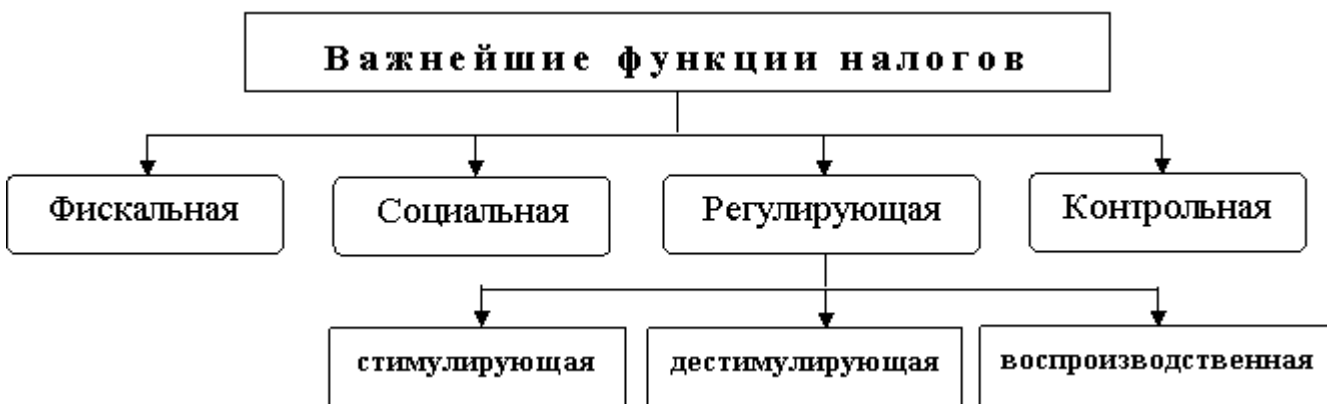 Важнейшие функции налогов
Фискальная
Социальная
Регулирующая
Контрольная
стимулирующая
дестимулирующая
воспроизводственная